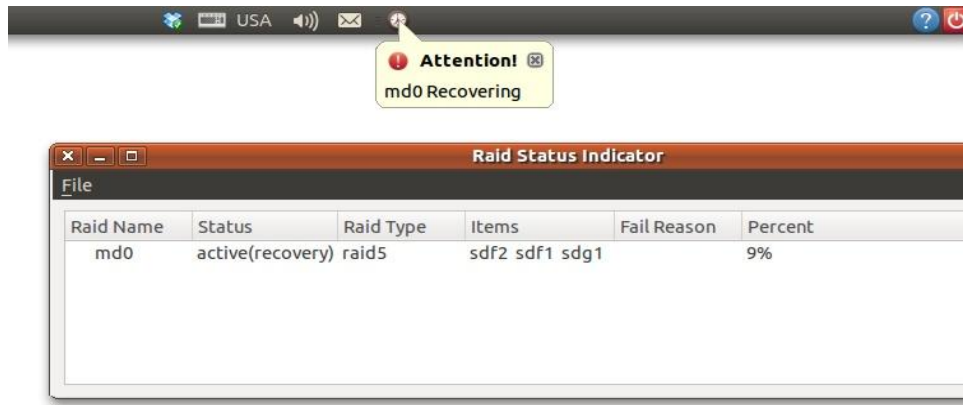 USA
Attention!
md0 Recovering
Raid Status Indicator
File
Raid Name Status Raid Type Items Fail Reason Percent
md0 active(recovery) raid5 sdf2 sdf1 sdg1 9%